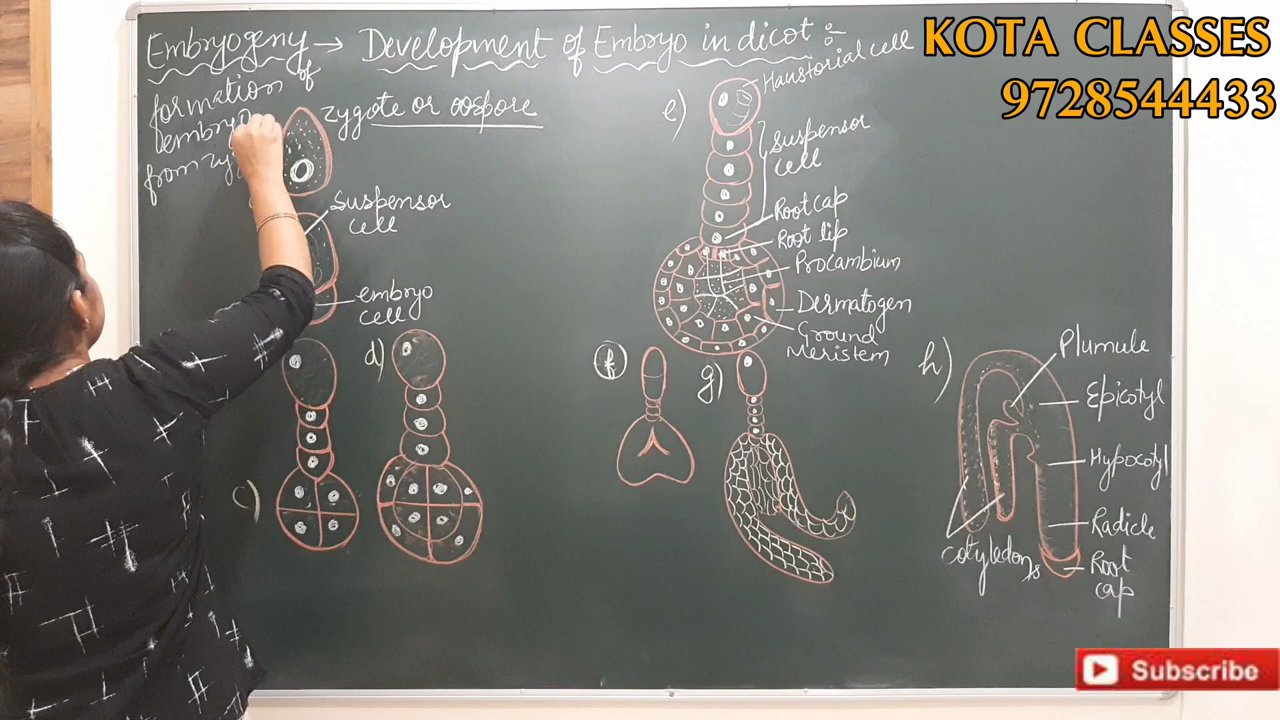 Embryogeny → Development of Embryo in dicot :-
formation of
embryo
from
zygote or oospore
Suspensor
cell
embryo
cell
c)
d)
e)
Haustorial cell
Suspensor
cell
Root cap
Root lip
Procambium
Dermatogen
Ground
Meristem
f
g)
h)
Plumule
Epicotyl
Hypocotyl
Radicle
Root
cap
Cotyledons
KOTA CLASSES
9728544433
Subscribe